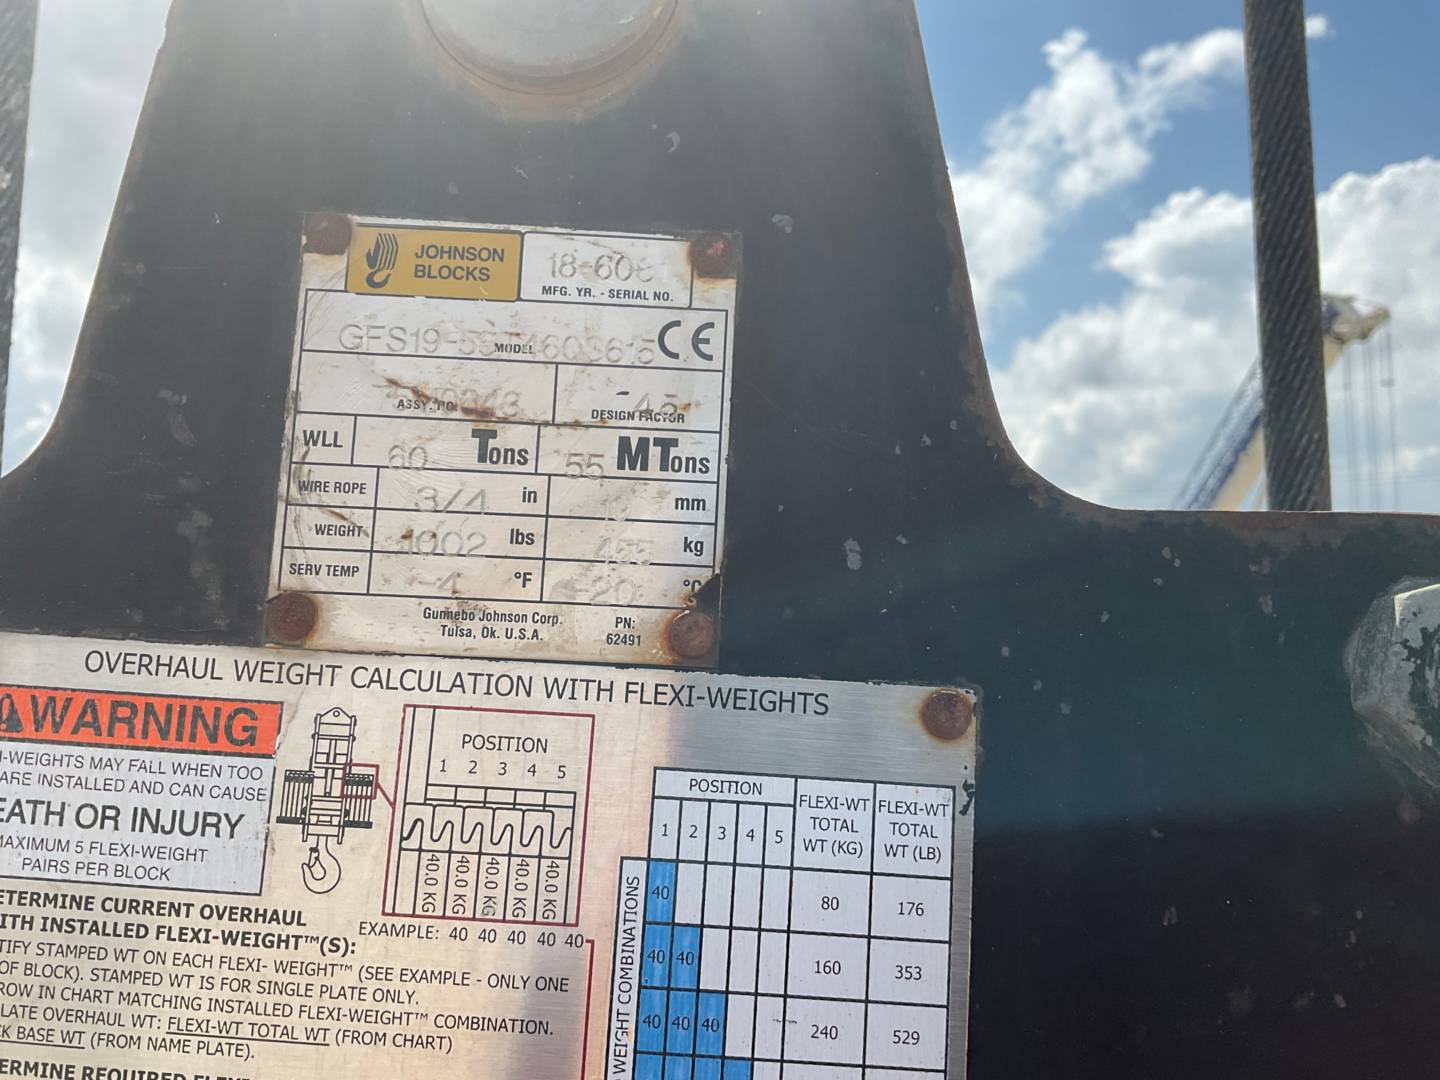 JOHNSON
BLOCKS
MFG. YR. - SERIAL NO.
MODEL
CE
DESIGN FACTOR
WLL 60 Tons 55 MTons
WIRE ROPE 3/4 in mm
WEIGHT 1002 lbs 455 kg
SERV TEMP -4 °F -20 °C
Gunnebo Johnson Corp.
Tulsa, Ok. U.S.A.
PN:
62491
OVERHAUL WEIGHT CALCULATION WITH FLEXI-WEIGHTS
WARNING
I-WEIGHTS MAY FALL WHEN TOO
ARE INSTALLED AND CAN CAUSE
EATH OR INJURY
MAXIMUM 5 FLEXI-WEIGHT
PAIRS PER BLOCK
POSITION
1 2 3 4 5
40.0 KG 40.0 KG 40.0 KG 40.0 KG 40.0 KG
EXAMPLE: 40 40 40 40 40
ETERMINE CURRENT OVERHAUL
ITH INSTALLED FLEXI-WEIGHT™(S):
TIFY STAMPED WT ON EACH FLEXI- WEIGHT™ (SEE EXAMPLE - ONLY ONE
OF BLOCK). STAMPED WT IS FOR SINGLE PLATE ONLY.
ROW IN CHART MATCHING INSTALLED FLEXI-WEIGHT™ COMBINATION.
LATE OVERHAUL WT: FLEXI-WT TOTAL WT (FROM CHART)
CK BASE WT (FROM NAME PLATE).
ERMINE REQUIRED
WEIGHT COMBINATIONS
POSITION
1 2 3 4 5
FLEXI-WT
TOTAL
WT (KG)
FLEXI-WT
TOTAL
WT (LB)
40 80 176
40 40 160 353
40 40 40 240 529